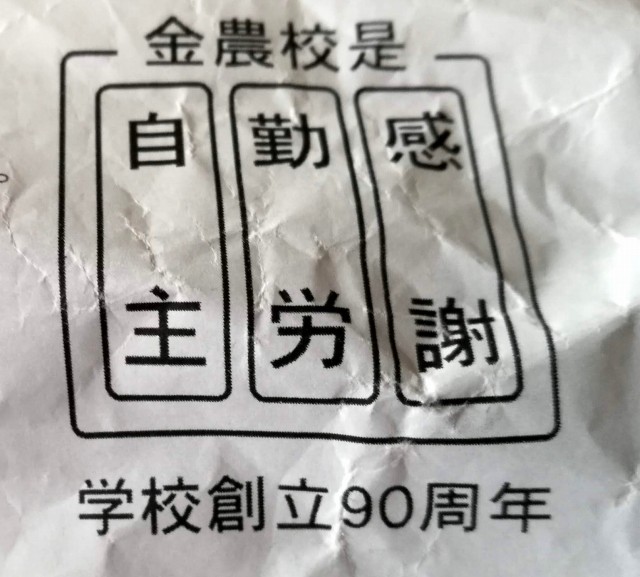 金農校是
感謝
勤労
自主
学校創立90周年